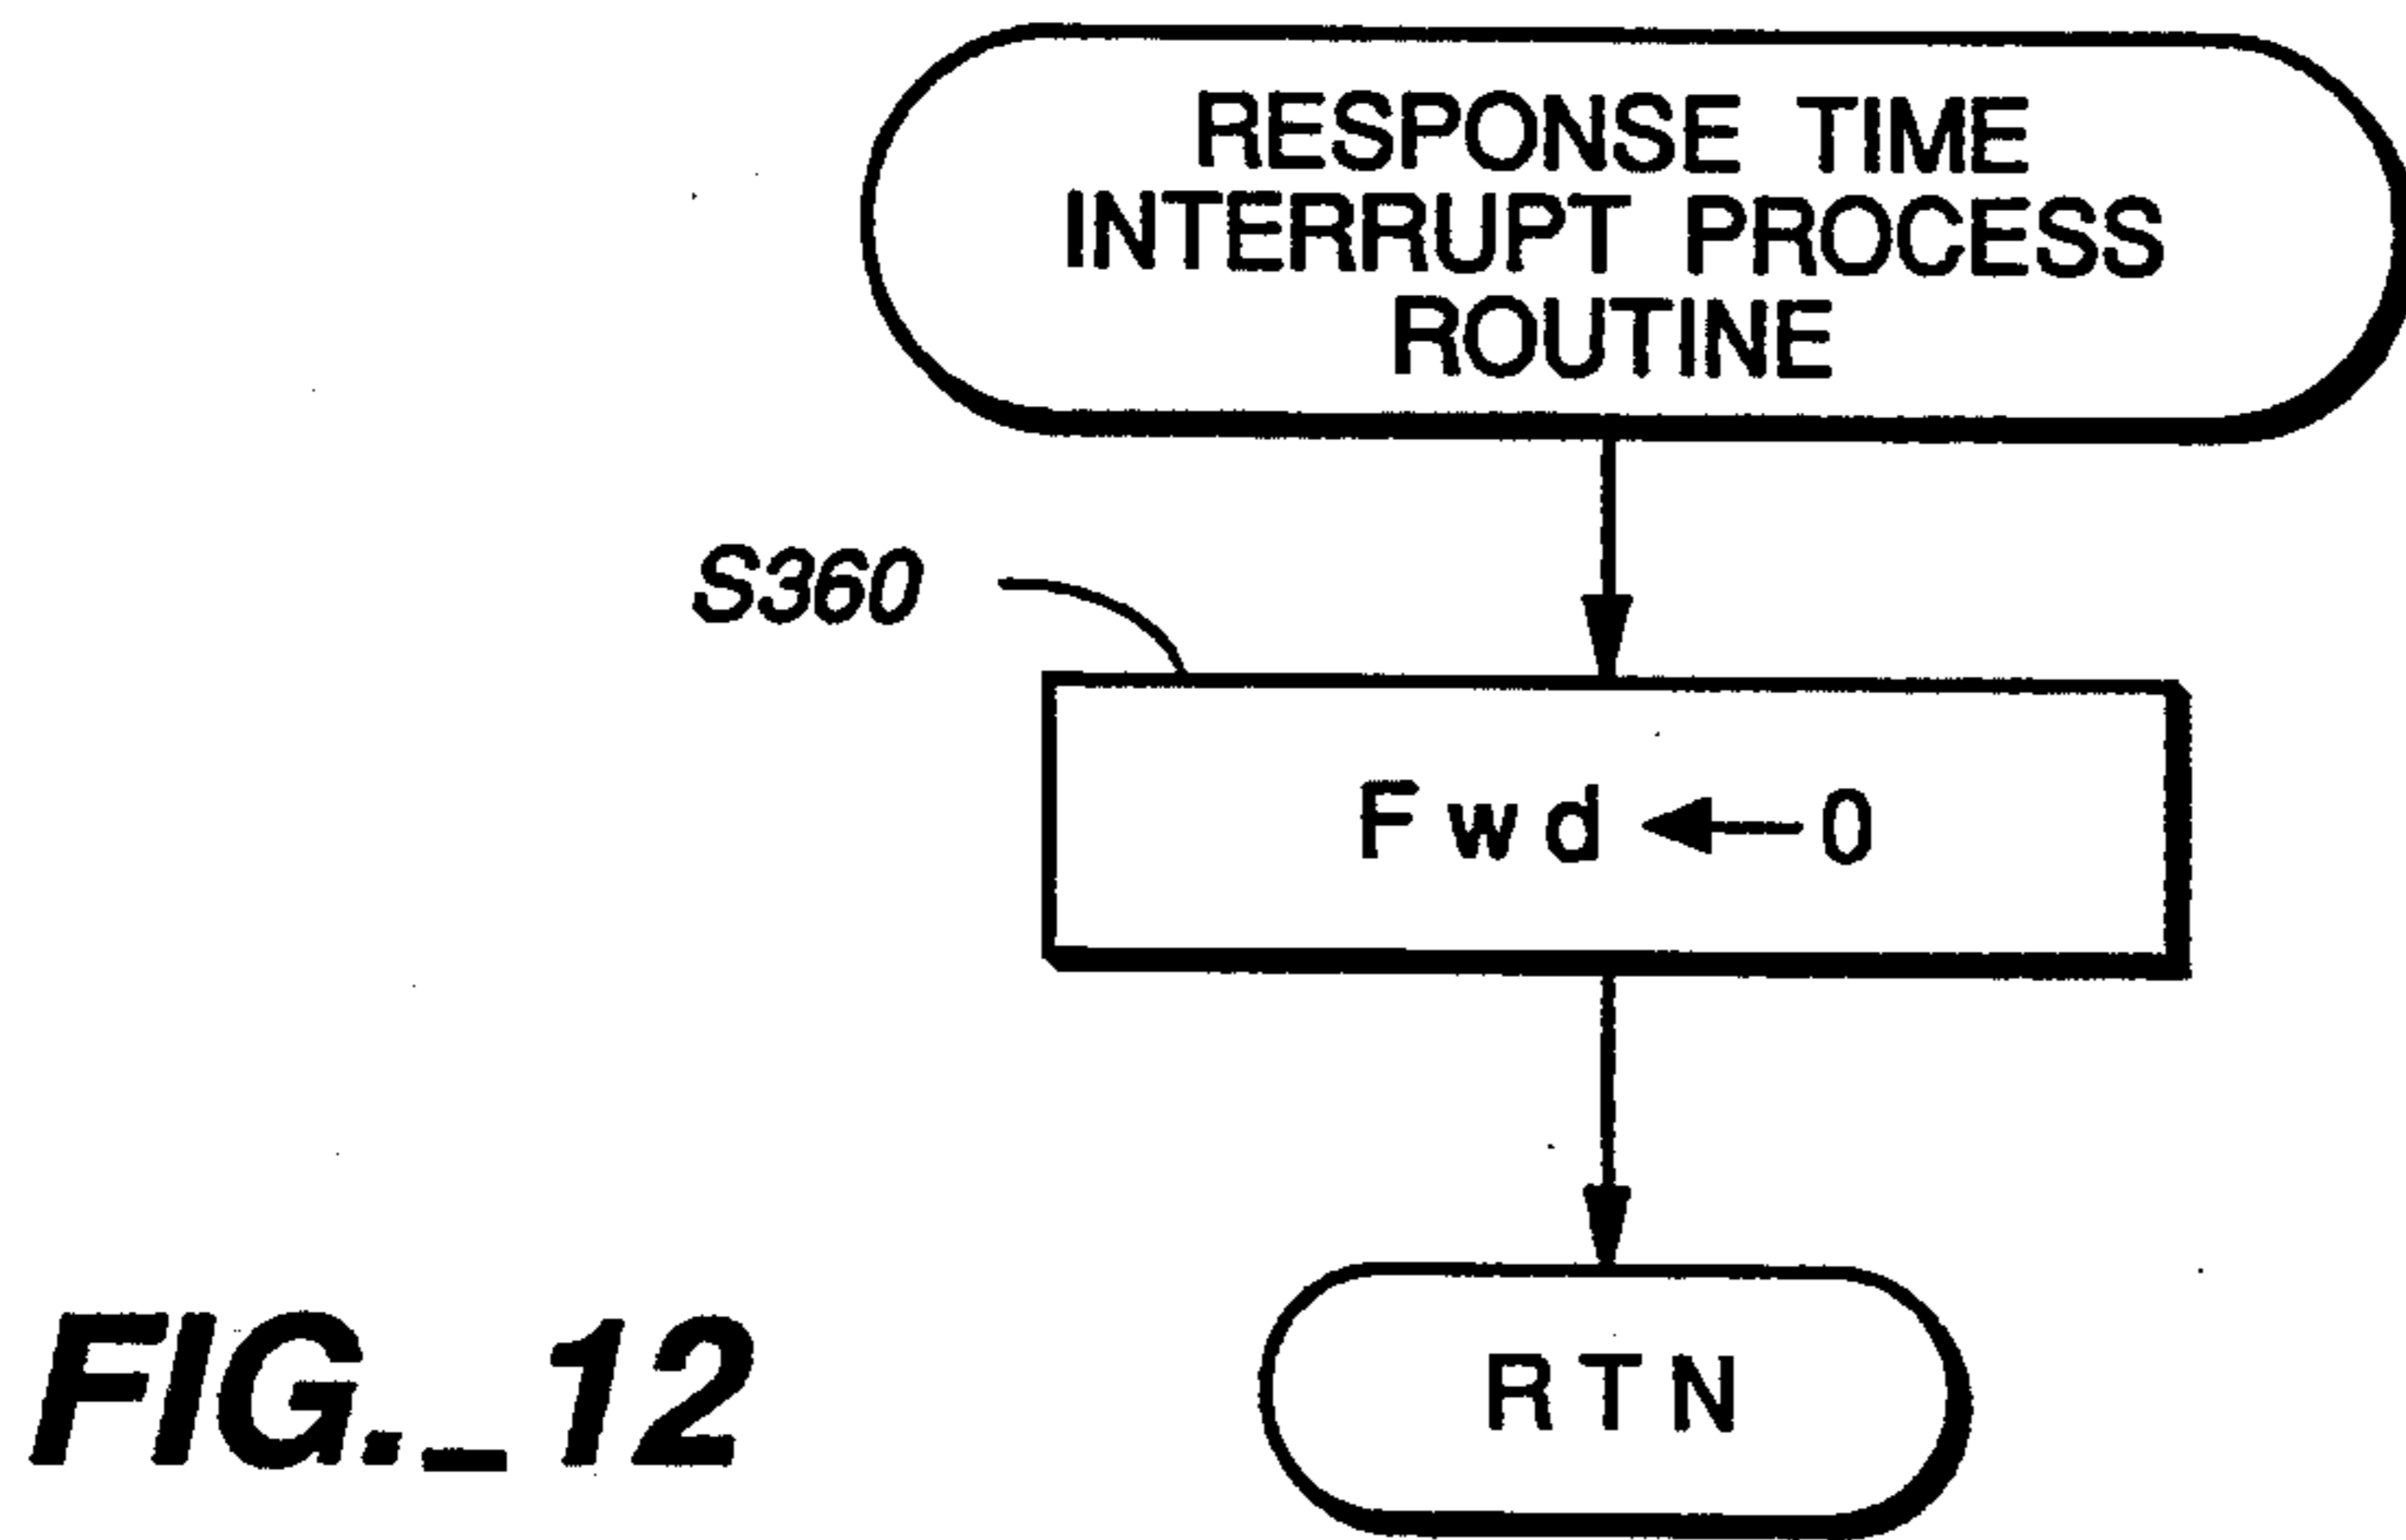 RESPONSE TIME
INTERRUPT PROCESS
ROUTINE
S360
Fwd ← 0
RTN
FIG._12